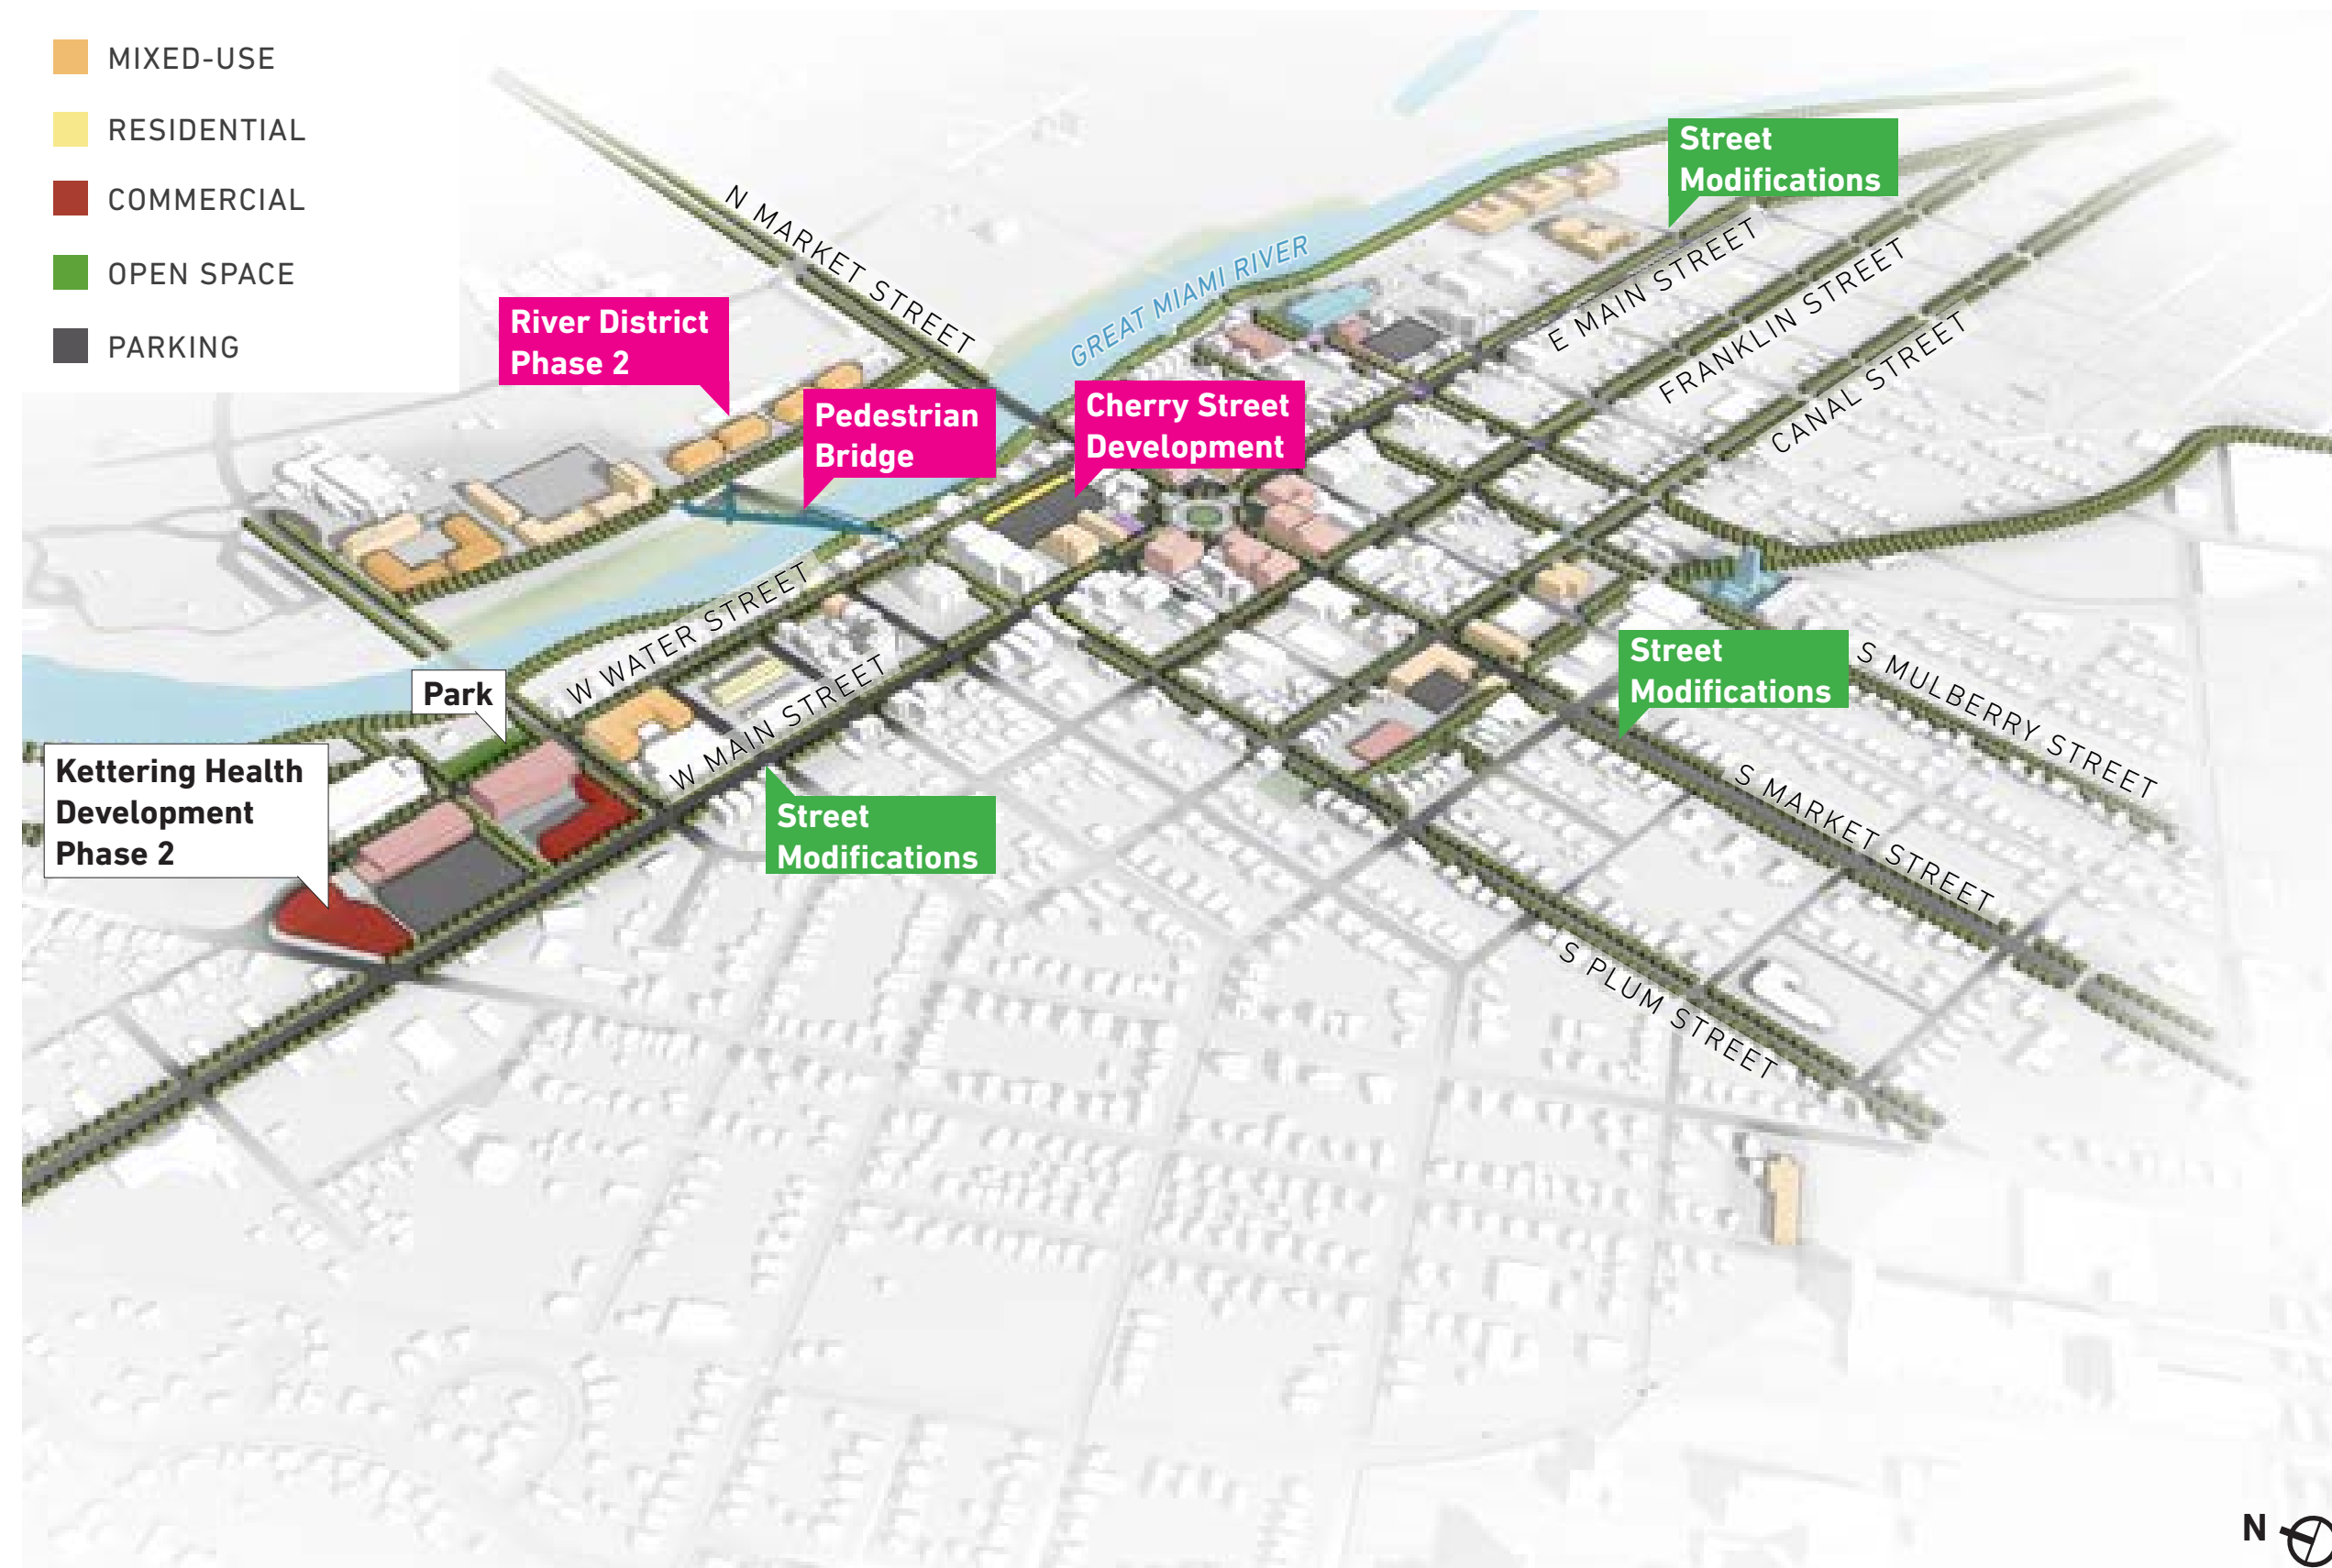 MIXED-USE
RESIDENTIAL
COMMERCIAL
OPEN SPACE
PARKING
Street
Modifications
N MARKET STREET
GREAT MIAMI RIVER
E MAIN STREET
FRANKLIN STREET
CANAL STREET
River District
Phase 2
Pedestrian
Bridge
Cherry Street
Development
W WATER STREET
W MAIN STREET
Park
Kettering Health
Development
Phase 2
Street
Modifications
Street
Modifications
S MULBERRY STREET
S MARKET STREET
S PLUM STREET
N